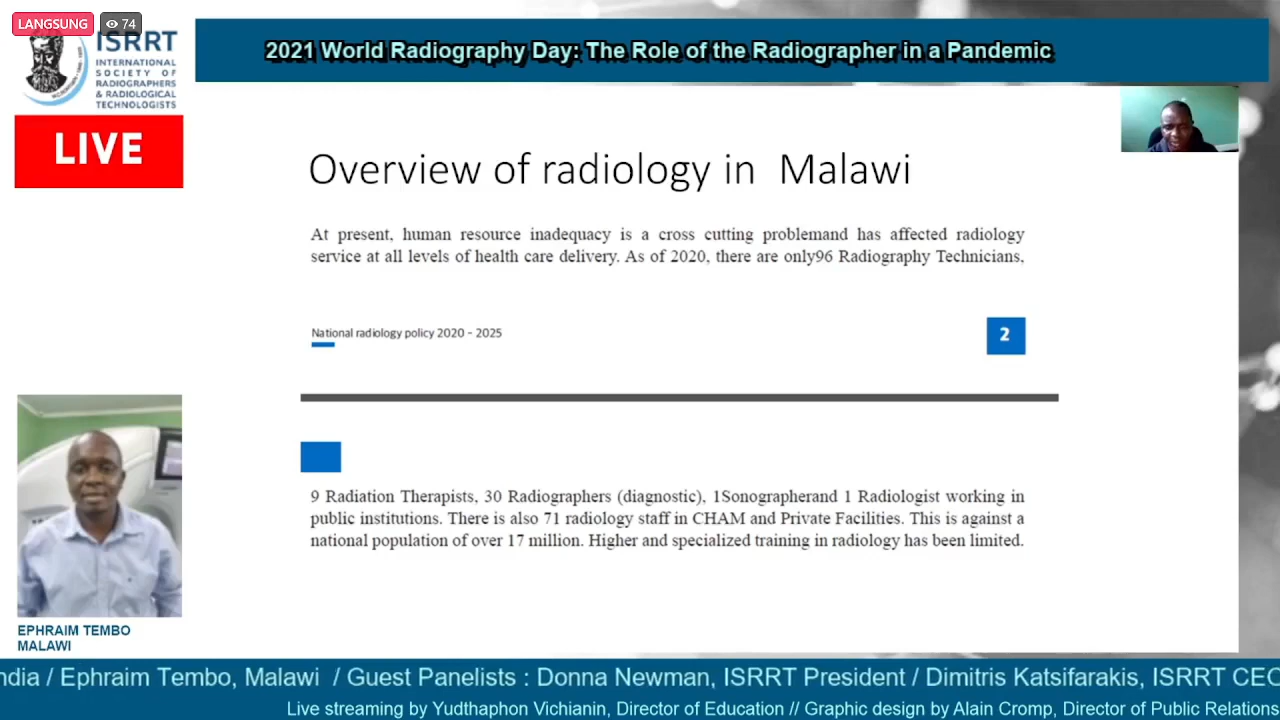 LANGSUNG 74
ISRRT
INTERNATIONAL
SOCIETY OF
RADIOGRAPHERS
& RADIOLOGICAL
TECHNOLOGISTS
2021 World Radiography Day: The Role of the Radiographer in a Pandemic
LIVE
Overview of radiology in Malawi
At present, human resource inadequacy is a cross cutting problemand has affected radiology
service at all levels of health care delivery. As of 2020, there are only96 Radiography Technicians,
National radiology policy 2020 - 2025
2
9 Radiation Therapists, 30 Radiographers (diagnostic), 1Sonographerand 1 Radiologist working in
public institutions. There is also 71 radiology staff in CHAM and Private Facilities. This is against a
national population of over 17 million. Higher and specialized training in radiology has been limited.
EPHRAIM TEMBO
MALAWI
ndia / Ephraim Tembo, Malawi / Guest Panelists : Donna Newman, ISRRT President / Dimitris Katsifarakis, ISRRT CEO
Live streaming by Yudthaphon Vichianin, Director of Education // Graphic design by Alain Cromp, Director of Public Relations